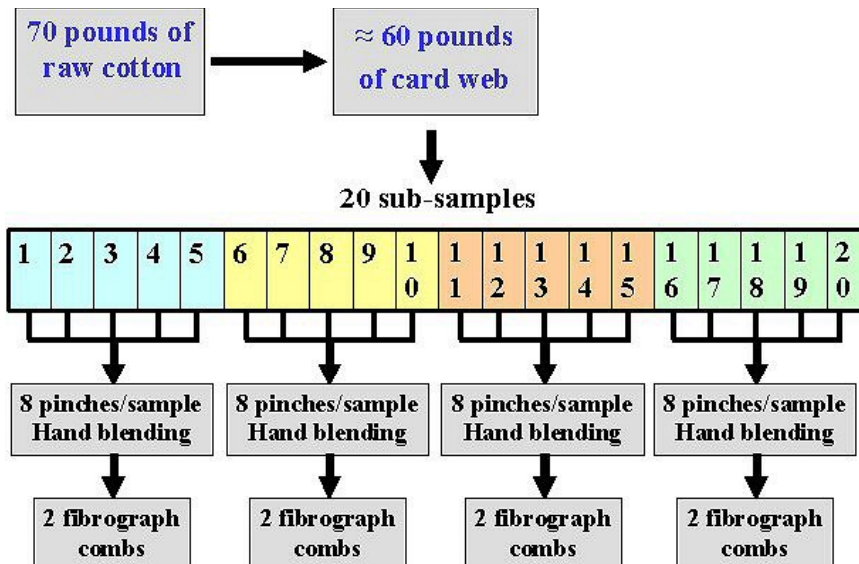 70 pounds of
raw cotton
≈ 60 pounds
of card web
20 sub-samples
1 2 3 4 5 6 7 8 9 10 11 12 13 14 15 16 17 18 19 20
8 pinches/sample
Hand blending
8 pinches/sample
Hand blending
8 pinches/sample
Hand blending
8 pinches/sample
Hand blending
2 fibrograph
combs
2 fibrograph
combs
2 fibrograph
combs
2 fibrograph
combs